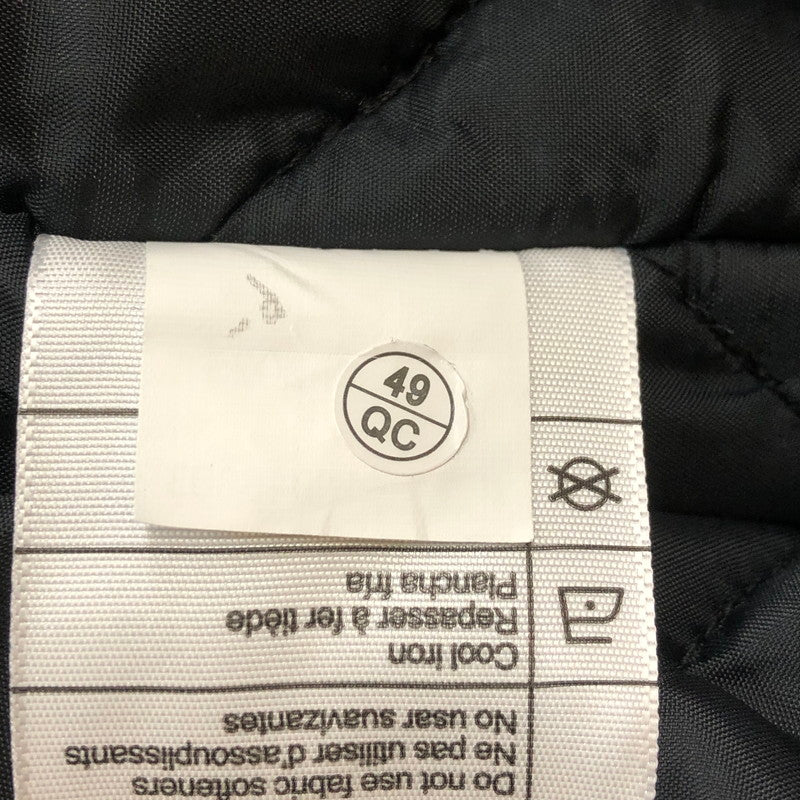 49
QC
Do not use fabric softeners
Ne pas utiliser d'assouplissants
No usar suavizantes
Cool Iron
Repasser à fer tiède
Plancha fría